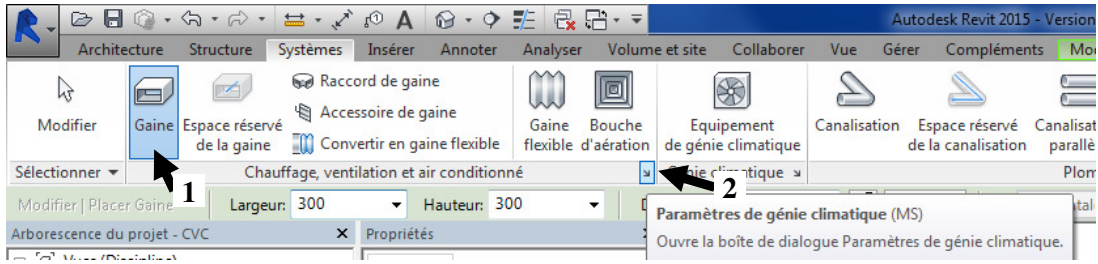 Autodesk Revit 2015 - Version
Architecture Structure Systèmes Insérer Annoter Analyser Volume et site Collaborer Vue Gérer Compléments
Modifier
Gaine
Espace réservé
de la gaine
Raccord de gaine
Accessoire de gaine
Convertir en gaine flexible
Gaine
flexible
Bouche
d'aération
Equipement
de génie climatique
Canalisation
Espace réservé
de la canalisation
Sélectionner
Chauffage, ventilation et air conditionné
1
2
Modifier | Placer Gaine
Largeur: 300
Hauteur: 300
Paramètres de génie climatique (MS)
Ouvre la boîte de dialogue Paramètres de génie climatique.
Arborescence du projet - CVC
Propriétés